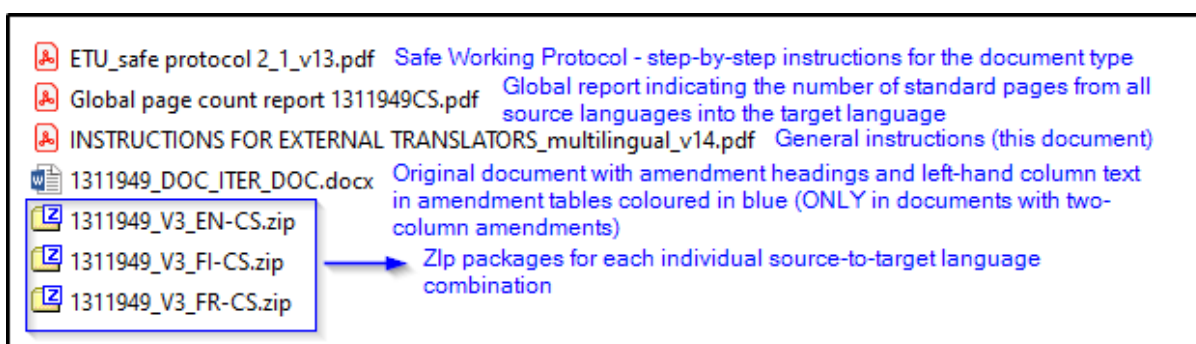 ETU_safe protocol 2_1_v13.pdf Safe Working Protocol - step-by-step instructions for the document type
Global page count report 1311949CS.pdf Global report indicating the number of standard pages from all
source languages into the target language
INSTRUCTIONS FOR EXTERNAL TRANSLATORS_multilingual_v14.pdf General instructions (this document)
1311949_DOC_ITER_DOC.docx Original document with amendment headings and left-hand column text
in amendment tables coloured in blue (ONLY in documents with two-
column amendments)
1311949_V3_EN-CS.zip
1311949_V3_FI-CS.zip ZIp packages for each individual source-to-target language
combination
1311949_V3_FR-CS.zip